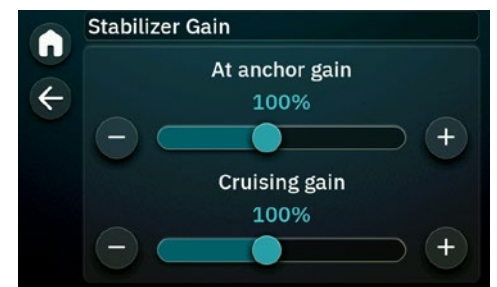 Stabilizer Gain
At anchor gain
100%
−
+
Cruising gain
100%
−
+